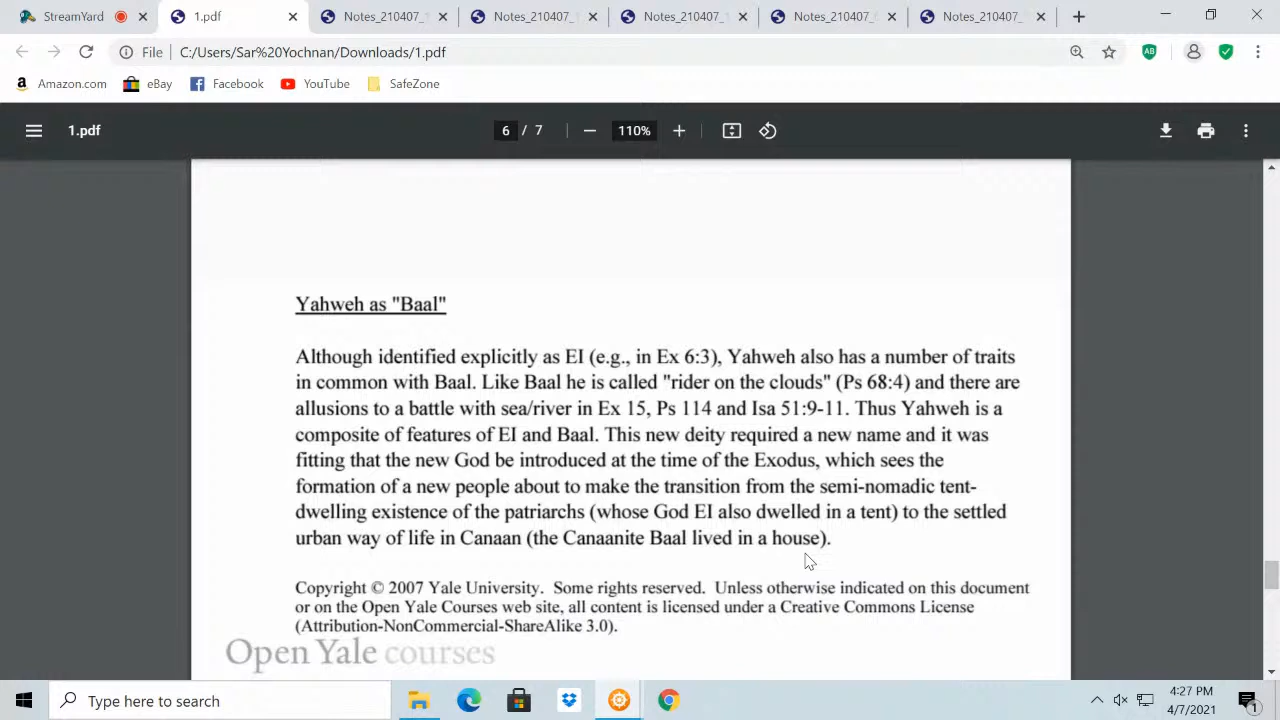 StreamYard
1.pdf
Notes_210407_
Notes_210407_
Notes_210407_
Notes_210407_
Notes_210407_
File
C:/Users/Sar%20Yochnan/Downloads/1.pdf
AB
Amazon.com
eBay
Facebook
YouTube
SafeZone
1.pdf
6 / 7
110%
Yahweh as "Baal"
Although identified explicitly as EI (e.g., in Ex 6:3), Yahweh also has a number of traits
in common with Baal. Like Baal he is called "rider on the clouds" (Ps 68:4) and there are
allusions to a battle with sea/river in Ex 15, Ps 114 and Isa 51:9-11. Thus Yahweh is a
composite of features of EI and Baal. This new deity required a new name and it was
fitting that the new God be introduced at the time of the Exodus, which sees the
formation of a new people about to make the transition from the semi-nomadic tent-
dwelling existence of the patriarchs (whose God EI also dwelled in a tent) to the settled
urban way of life in Canaan (the Canaanite Baal lived in a house).
Copyright © 2007 Yale University. Some rights reserved. Unless otherwise indicated on this document
or on the Open Yale Courses web site, all content is licensed under a Creative Commons License
(Attribution-NonCommercial-ShareAlike 3.0).
Open Yale courses
Type here to search
4:27 PM
4/7/2021
1